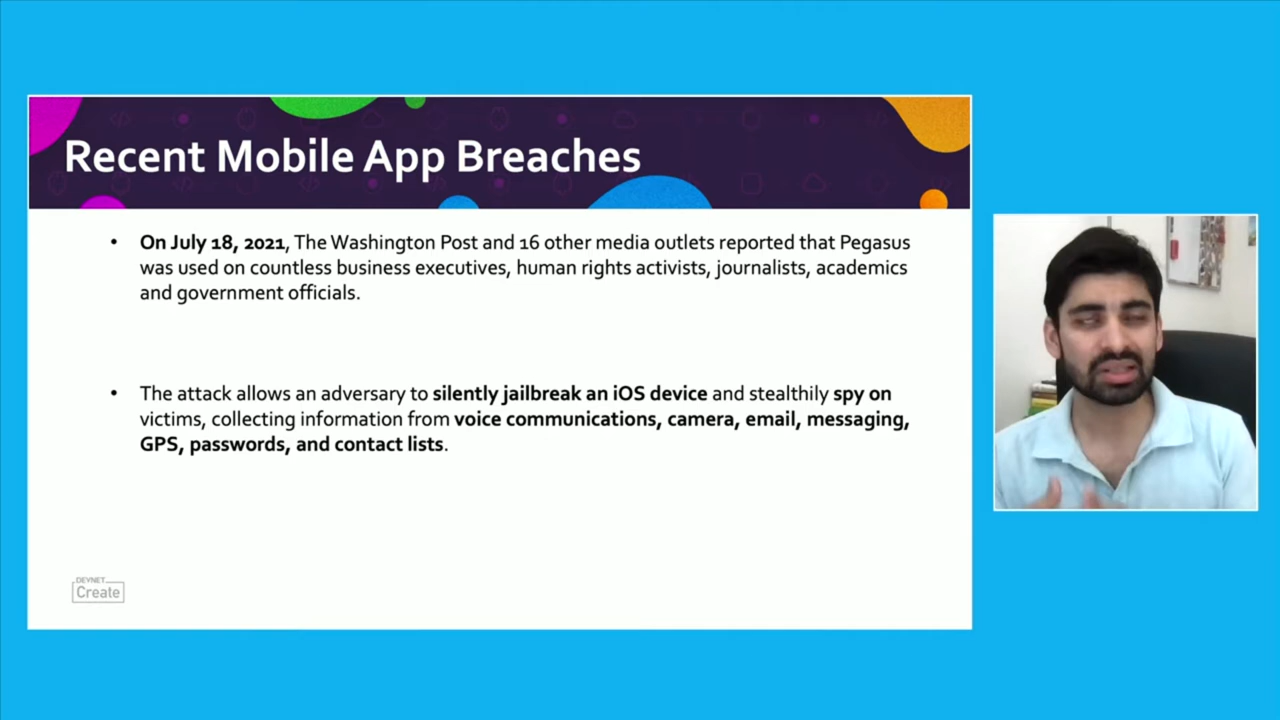 Recent Mobile App Breaches
• On July 18, 2021, The Washington Post and 16 other media outlets reported that Pegasus
was used on countless business executives, human rights activists, journalists, academics
and government officials.
• The attack allows an adversary to silently jailbreak an iOS device and stealthily spy on
victims, collecting information from voice communications, camera, email, messaging,
GPS, passwords, and contact lists.
DEVNET
Create